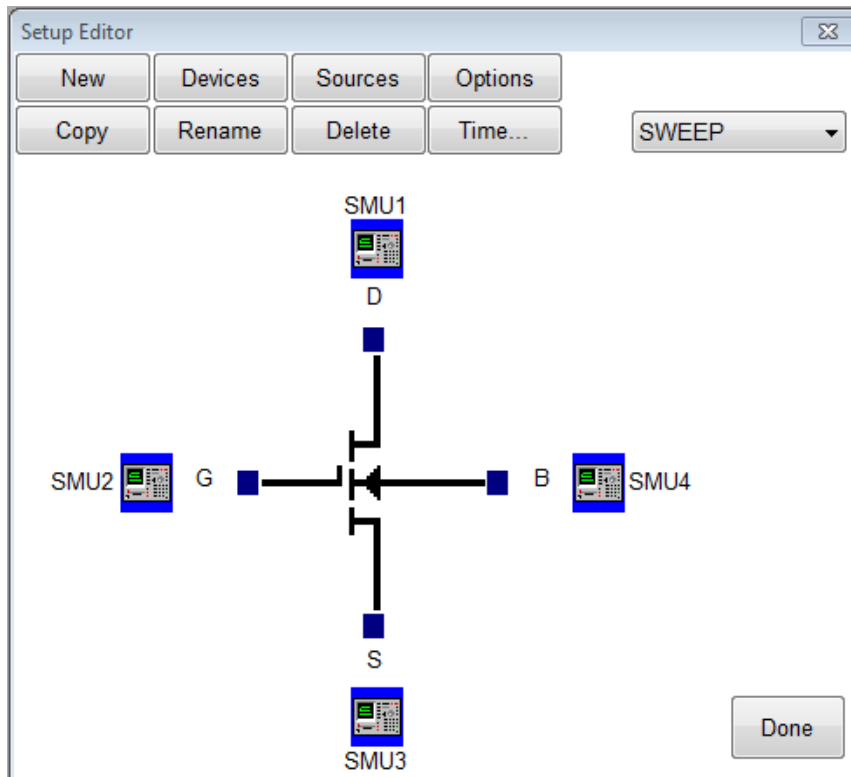 Setup Editor
New Devices Sources Options
Copy Rename Delete Time...
SWEEP
SMU1
D
SMU2 G B SMU4
S
SMU3
Done